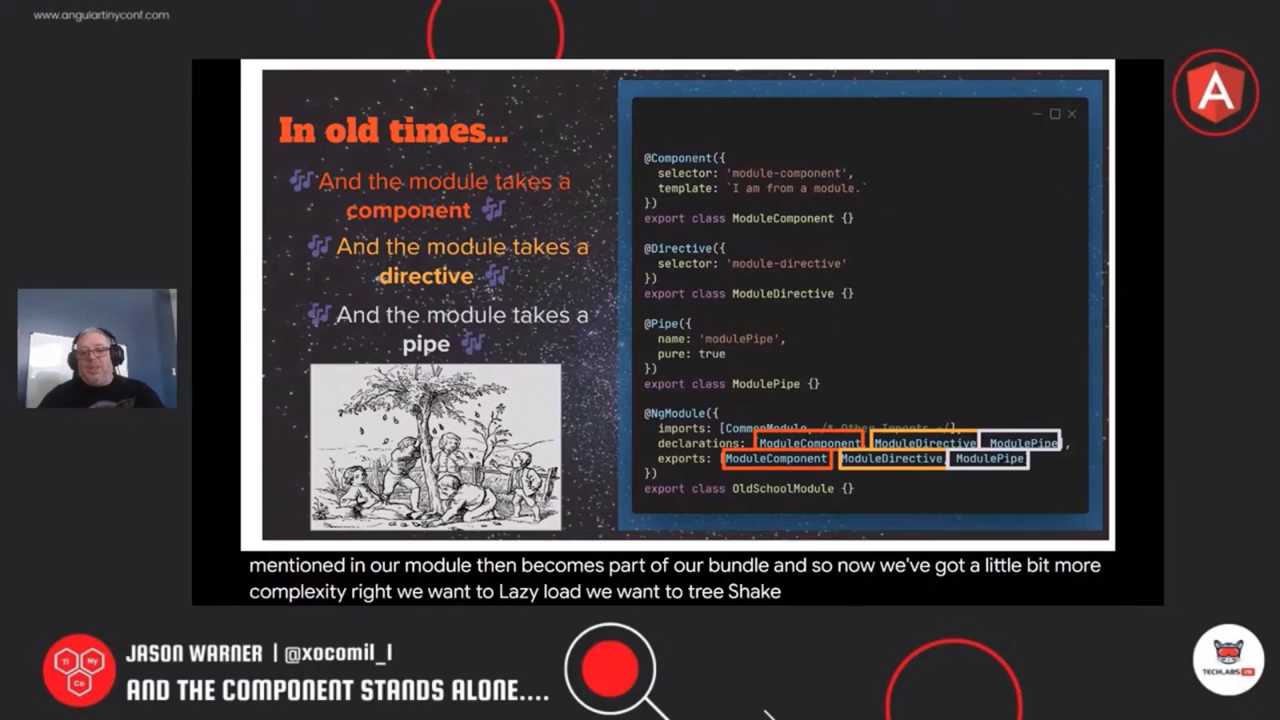 www.angulartinyconf.com
In old times...
🎶 And the module takes a
component 🎶
🎶 And the module takes a
directive 🎶
🎶 And the module takes a
pipe 🎶
@Component({
selector: 'module-component',
template: `I am from a module.`
})
export class ModuleComponent {}
@Directive({
selector: 'module-directive'
})
export class ModuleDirective {}
@Pipe({
name: 'modulePipe',
pure: true
})
export class ModulePipe {}
@NgModule({
imports: [CommonModule, /* Other Imports */],
declarations: [ModuleComponent, ModuleDirective, ModulePipe],
exports: [ModuleComponent, ModuleDirective, ModulePipe
})
export class OldSchoolModule {}
mentioned in our module then becomes part of our bundle and so now we've got a little bit more
complexity right we want to Lazy load we want to tree Shake
11 Ny
Co
JASON WARNER | @xocomil_1
AND THE COMPONENT STANDS ALONE....
A
TECHLABS